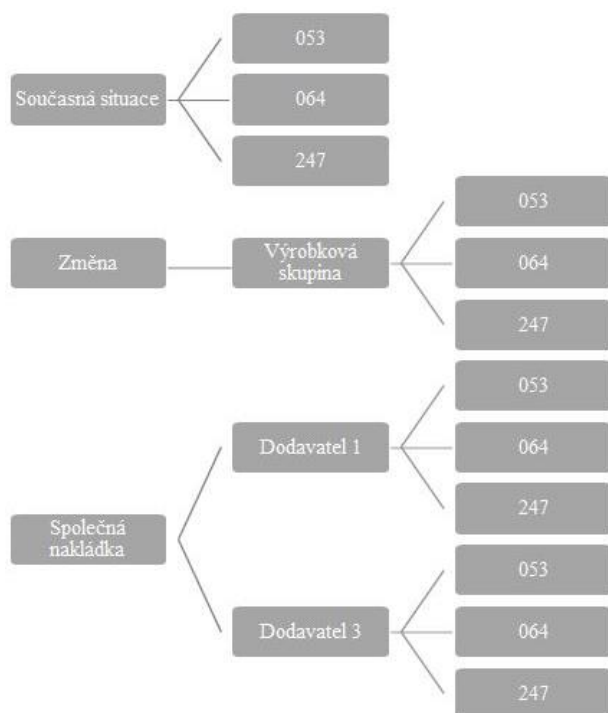 Současná situace
053
064
247
Změna
Výrobková
skupina
053
064
247
Společná
nakládka
Dodavatel 1
053
064
247
Dodavatel 3
053
064
247